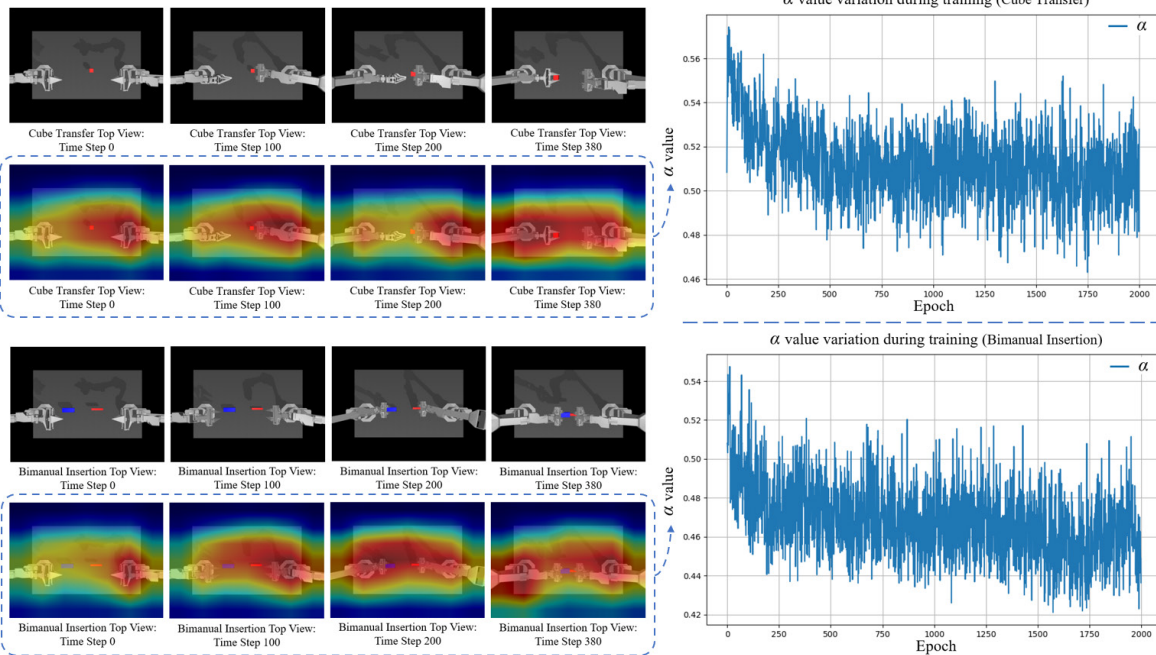 Cube Transfer Top View:
Time Step 0
Cube Transfer Top View:
Time Step 100
Cube Transfer Top View:
Time Step 200
Cube Transfer Top View:
Time Step 380
Cube Transfer Top View:
Time Step 0
Cube Transfer Top View:
Time Step 100
Cube Transfer Top View:
Time Step 200
Cube Transfer Top View:
Time Step 380
α value variation during training (Cube Transfer)
α
0.56
0.54
0.52
0.50
0.48
0.46
α value
0
250
500
750
1000
1250
1500
1750
2000
Epoch
Bimanual Insertion Top View:
Time Step 0
Bimanual Insertion Top View:
Time Step 100
Bimanual Insertion Top View:
Time Step 200
Bimanual Insertion Top View:
Time Step 380
Bimanual Insertion Top View:
Time Step 0
Bimanual Insertion Top View:
Time Step 100
Bimanual Insertion Top View:
Time Step 200
Bimanual Insertion Top View:
Time Step 380
α value variation during training (Bimanual Insertion)
α
0.54
0.52
0.50
0.48
0.46
0.44
0.42
α value
0
250
500
750
1000
1250
1500
1750
2000
Epoch